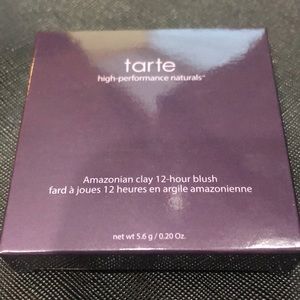 tarte
high-performance naturals™
Amazonian clay 12-hour blush
fard à joues 12 heures en argile amazonienne
net wt 5.6 g / 0.20 Oz.